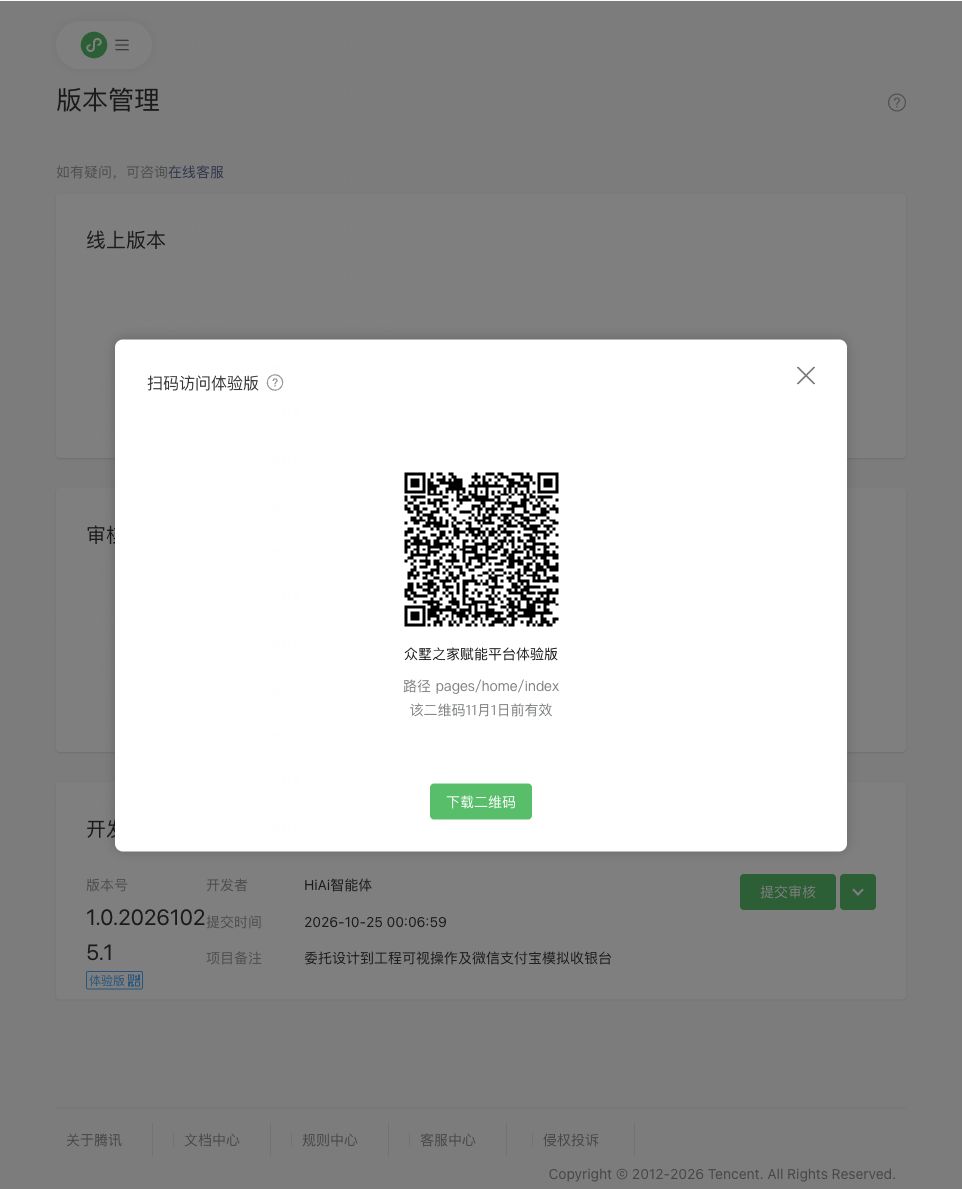 版本管理
如有疑问，可咨询在线客服
线上版本
扫码访问体验版
众墅之家赋能平台体验版
路径 pages/home/index
该二维码11月1日前有效
下载二维码
版本号
开发者
HiAi智能体
提交审核
1.0.2026102
5.1
提交时间
2026-10-25 00:06:59
项目备注
委托设计到工程可视操作及微信支付宝模拟收银台
体验版
关于腾讯
文档中心
规则中心
客服中心
侵权投诉
Copyright © 2012-2026 Tencent. All Rights Reserved.